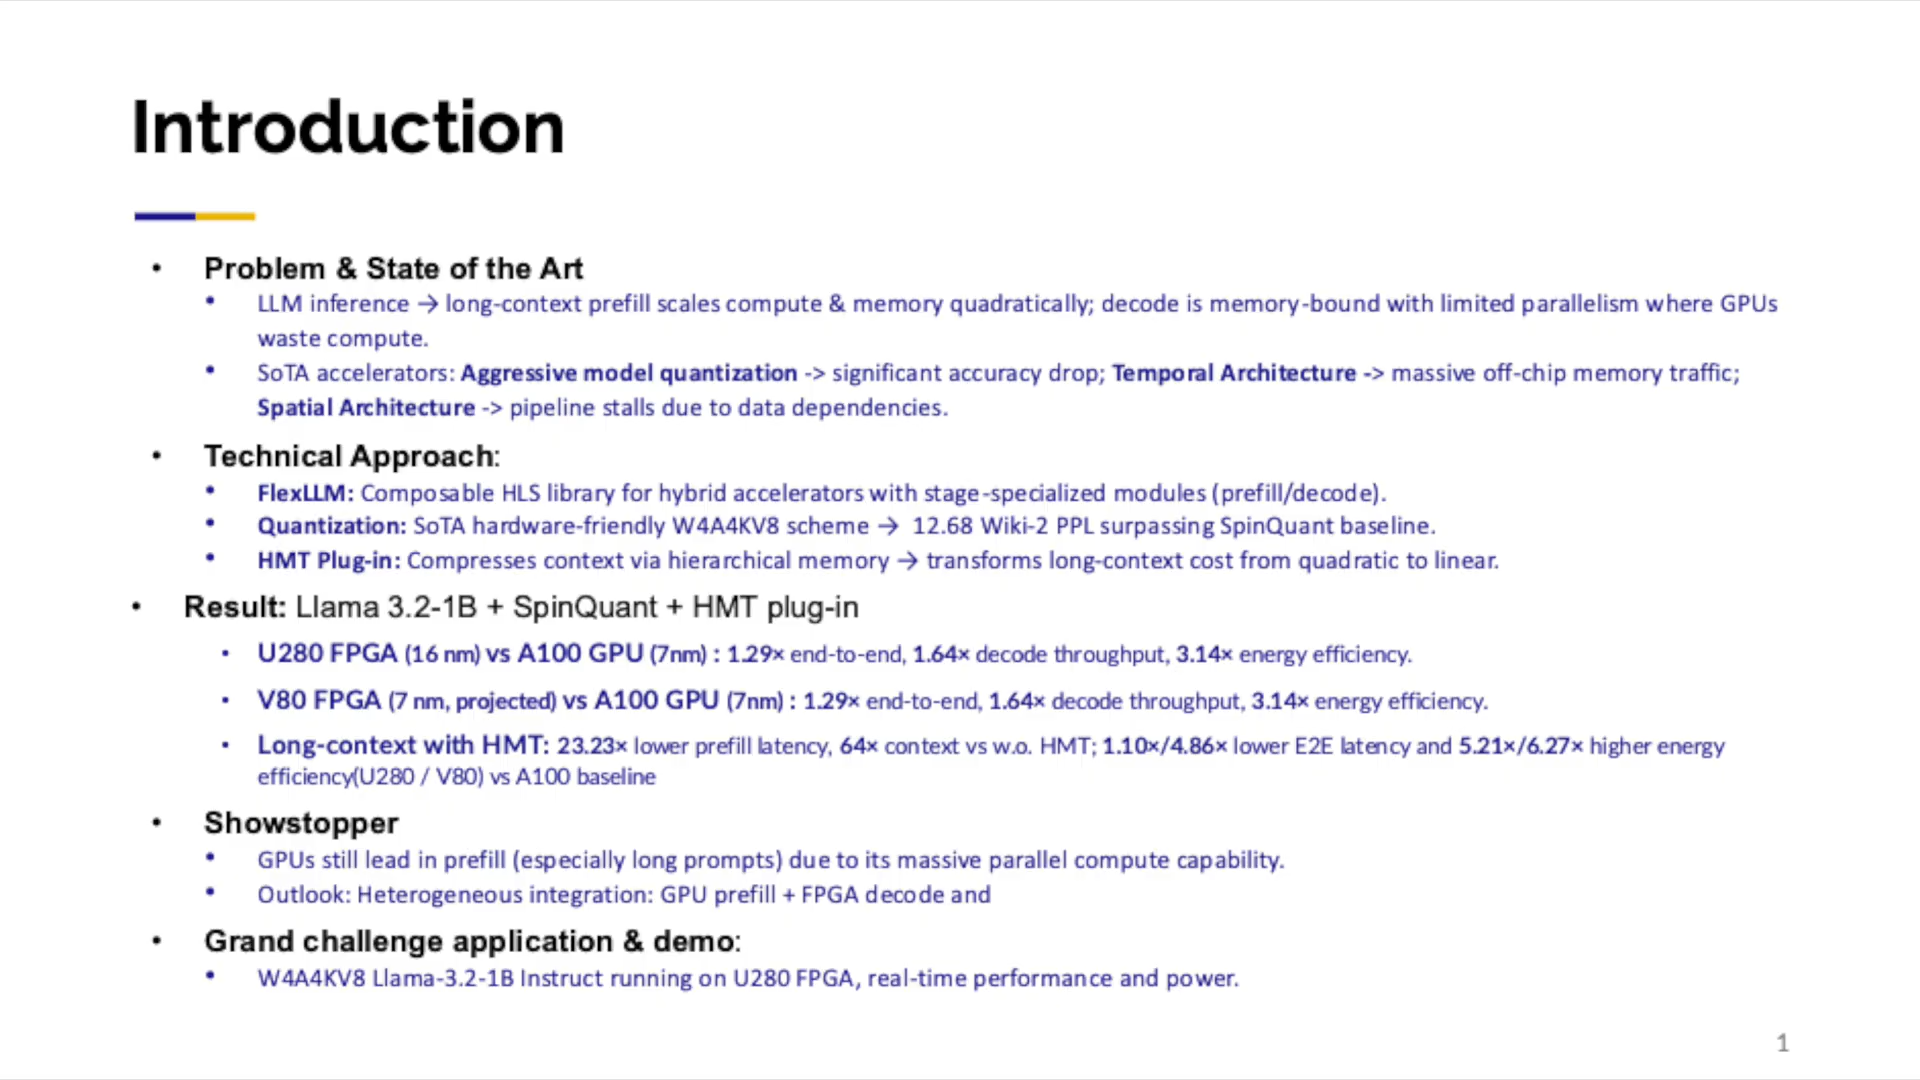 Introduction
• Problem & State of the Art
• LLM inference → long-context prefill scales compute & memory quadratically; decode is memory-bound with limited parallelism where GPUs
waste compute.
• SoTA accelerators: Aggressive model quantization -> significant accuracy drop; Temporal Architecture -> massive off-chip memory traffic;
Spatial Architecture -> pipeline stalls due to data dependencies.
• Technical Approach:
• FlexLLM: Composable HLS library for hybrid accelerators with stage-specialized modules (prefill/decode).
• Quantization: SoTA hardware-friendly W4A4KV8 scheme → 12.68 Wiki-2 PPL surpassing SpinQuant baseline.
• HMT Plug-in: Compresses context via hierarchical memory → transforms long-context cost from quadratic to linear.
• Result: Llama 3.2-1B + SpinQuant + HMT plug-in
• U280 FPGA (16 nm) vs A100 GPU (7nm) : 1.29× end-to-end, 1.64× decode throughput, 3.14× energy efficiency.
• V80 FPGA (7 nm, projected) vs A100 GPU (7nm) : 1.29× end-to-end, 1.64× decode throughput, 3.14× energy efficiency.
• Long-context with HMT: 23.23× lower prefill latency, 64× context vs w.o. HMT; 1.10×/4.86× lower E2E latency and 5.21×/6.27× higher energy
efficiency(U280 / V80) vs A100 baseline
• Showstopper
• GPUs still lead in prefill (especially long prompts) due to its massive parallel compute capability.
• Outlook: Heterogeneous integration: GPU prefill + FPGA decode and
• Grand challenge application & demo:
• W4A4KV8 Llama-3.2-1B Instruct running on U280 FPGA, real-time performance and power.
1